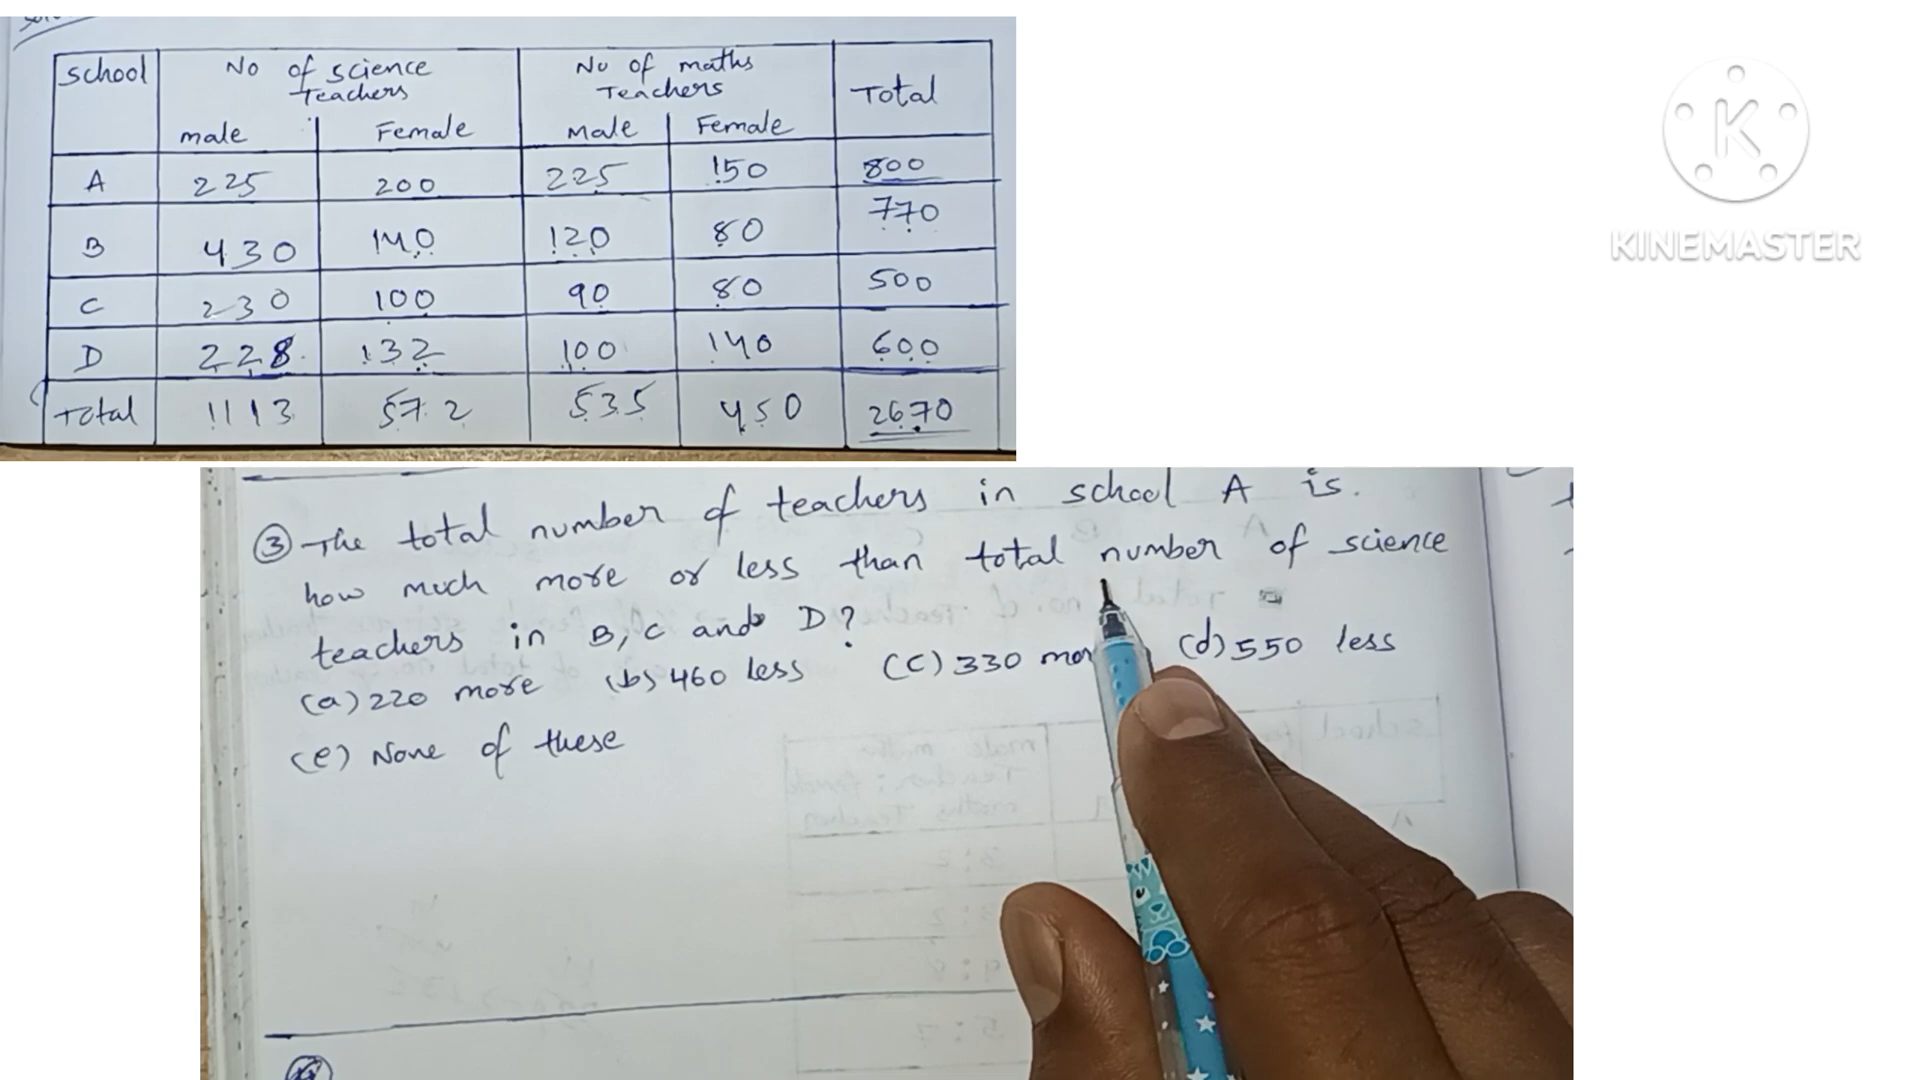 School No of science Teachers No of maths Teachers Total
male Female Male Female
A 225 200 225 150 800
B 430 140 120 80 770
C 230 100 90 80 500
D 228 132 100 140 600
Total 1113 572 535 450 2670
KINEMASTER
③ The total number of teachers in school A is.
how much more or less than total number of science
teachers in B, C and D?
(a) 220 more (b) 460 less (C) 330 mor (d) 550 less
(e) None of these